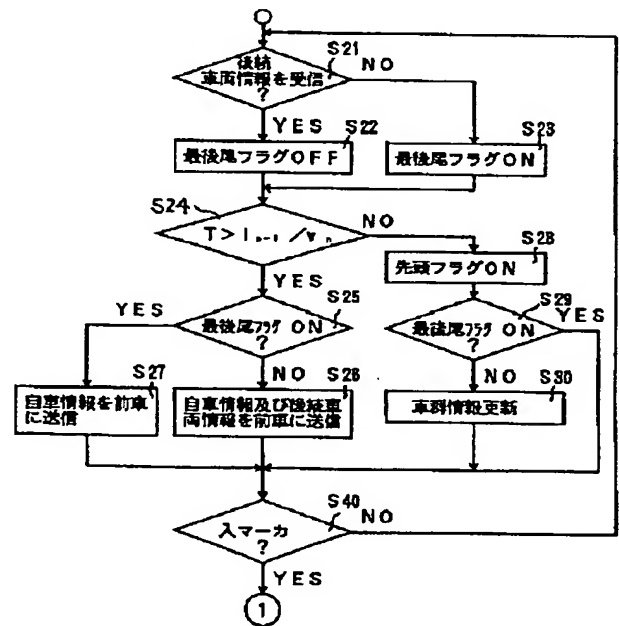 後続
車両情報を受信
?
S21
NO
YES
S22
S23
最後尾フラグOFF
最後尾フラグON
S24
T>l n-1 /v n
NO
YES
S28
先頭フラグON
S25
YES
最後尾フラグ ON
?
S29
YES
最後尾フラグ ON
?
S27
自車情報を前車
に送信
NO
S26
自車情報及び後続車
両情報を前車に送信
NO
S30
車群情報更新
S40
入マーカ
?
NO
YES
1